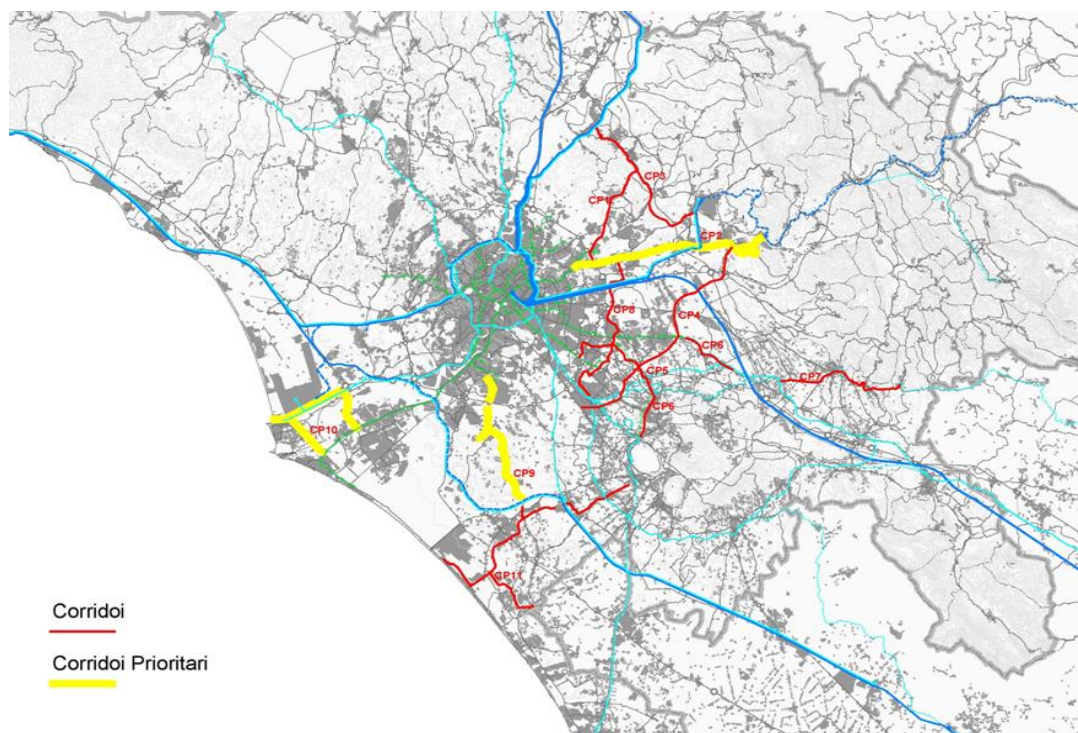 CP3
CP1
CP2
CP8
CP4
CP6
CP5
CP7
CP6
CP10
CP9
CP11
Corridoi
Corridoi Prioritari